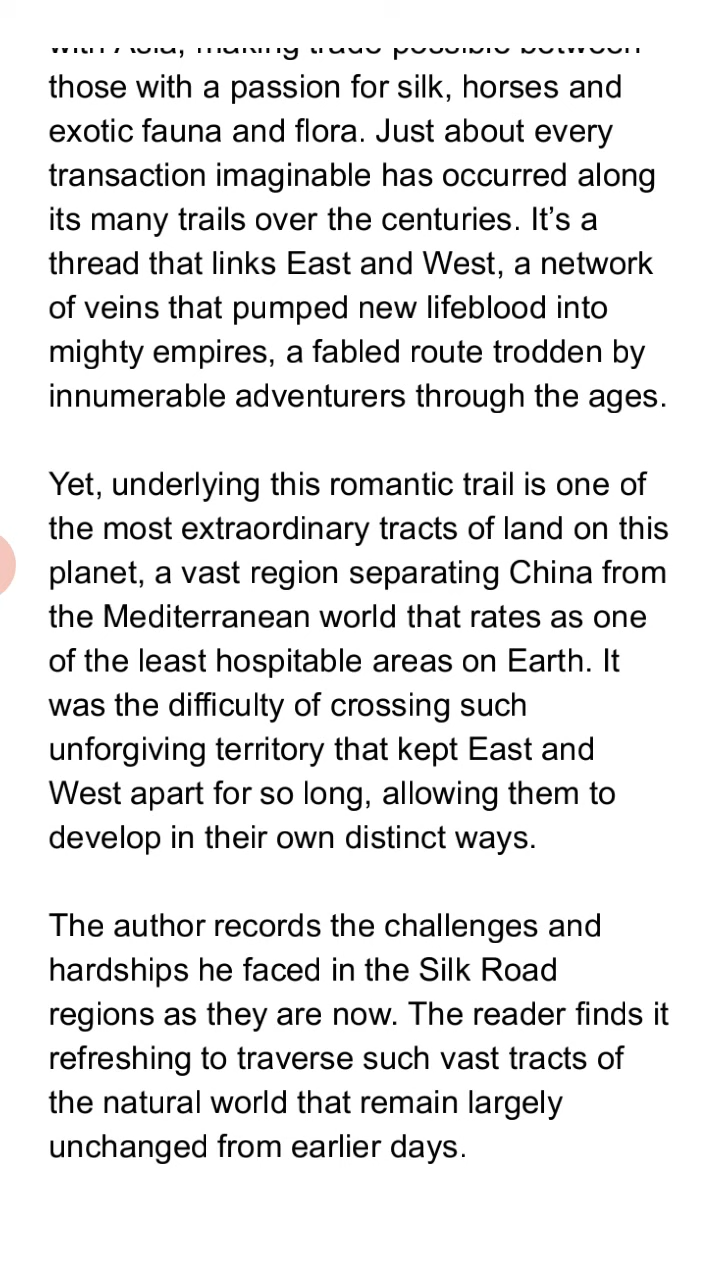 those with a passion for silk, horses and
exotic fauna and flora. Just about every
transaction imaginable has occurred along
its many trails over the centuries. It’s a
thread that links East and West, a network
of veins that pumped new lifeblood into
mighty empires, a fabled route trodden by
innumerable adventurers through the ages.
Yet, underlying this romantic trail is one of
the most extraordinary tracts of land on this
planet, a vast region separating China from
the Mediterranean world that rates as one
of the least hospitable areas on Earth. It
was the difficulty of crossing such
unforgiving territory that kept East and
West apart for so long, allowing them to
develop in their own distinct ways.
The author records the challenges and
hardships he faced in the Silk Road
regions as they are now. The reader finds it
refreshing to traverse such vast tracts of
the natural world that remain largely
unchanged from earlier days.